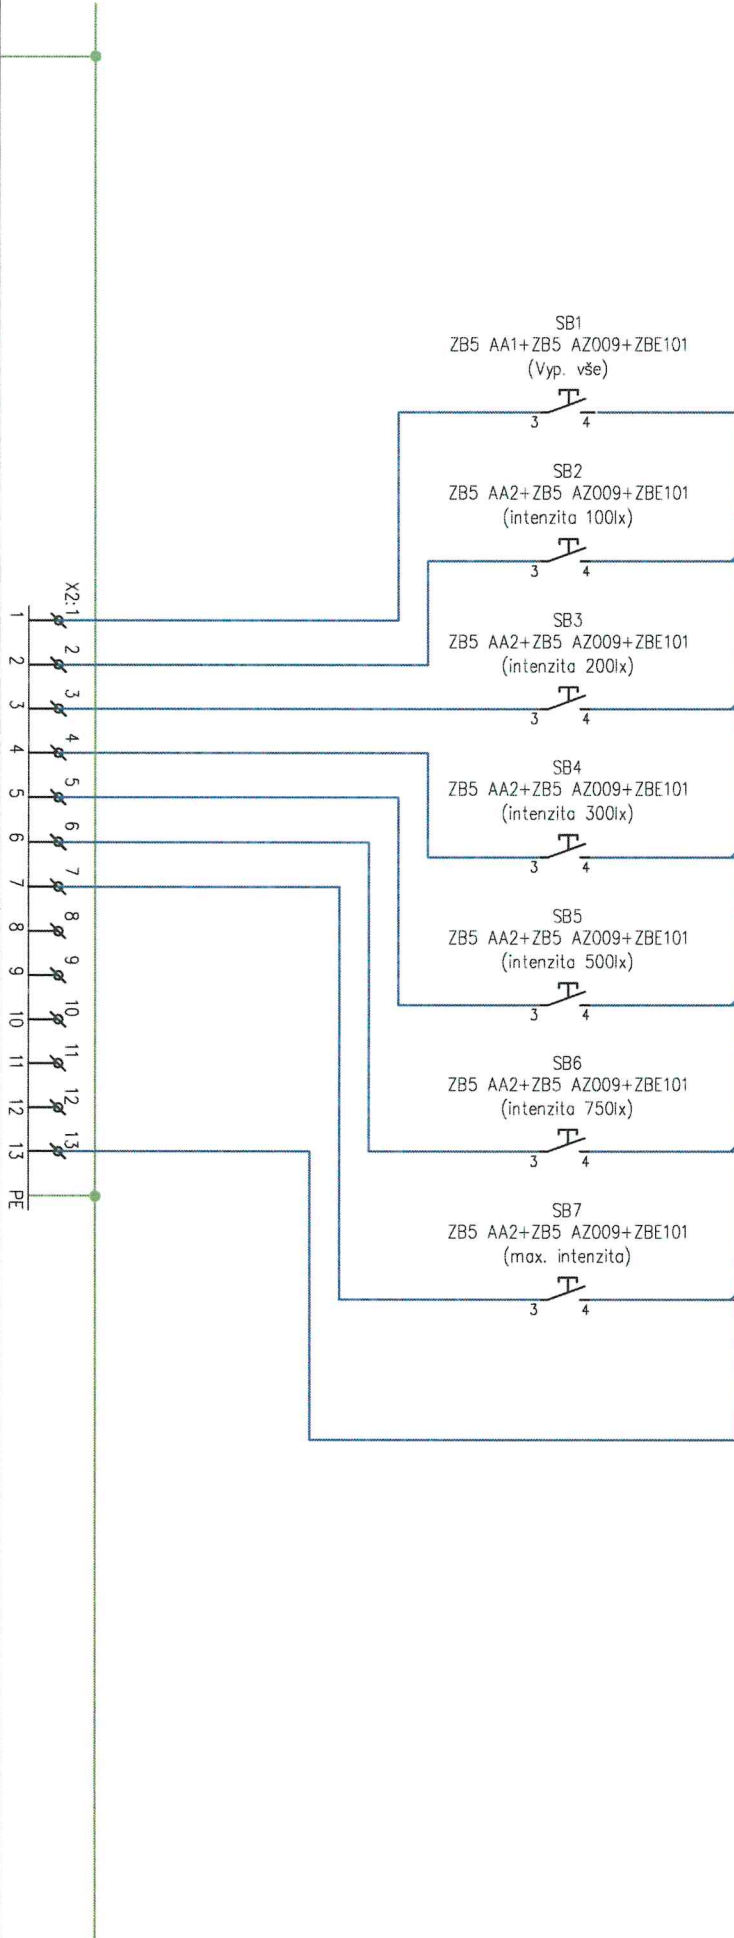 SB1
ZB5 AA1+ZB5 AZ009+ZBE101
(Vyp. vše)
3 4
SB2
ZB5 AA2+ZB5 AZ009+ZBE101
(intenzita 100lx)
3 4
SB3
ZB5 AA2+ZB5 AZ009+ZBE101
(intenzita 200lx)
3 4
SB4
ZB5 AA2+ZB5 AZ009+ZBE101
(intenzita 300lx)
3 4
SB5
ZB5 AA2+ZB5 AZ009+ZBE101
(intenzita 500lx)
3 4
SB6
ZB5 AA2+ZB5 AZ009+ZBE101
(intenzita 750lx)
3 4
SB7
ZB5 AA2+ZB5 AZ009+ZBE101
(max. intenzita)
3 4
X2:1 2 3 4 5 6 7 8 9 10 11 12 13
1 2 3 4 5 6 7 8 9 10 11 12 13 PE